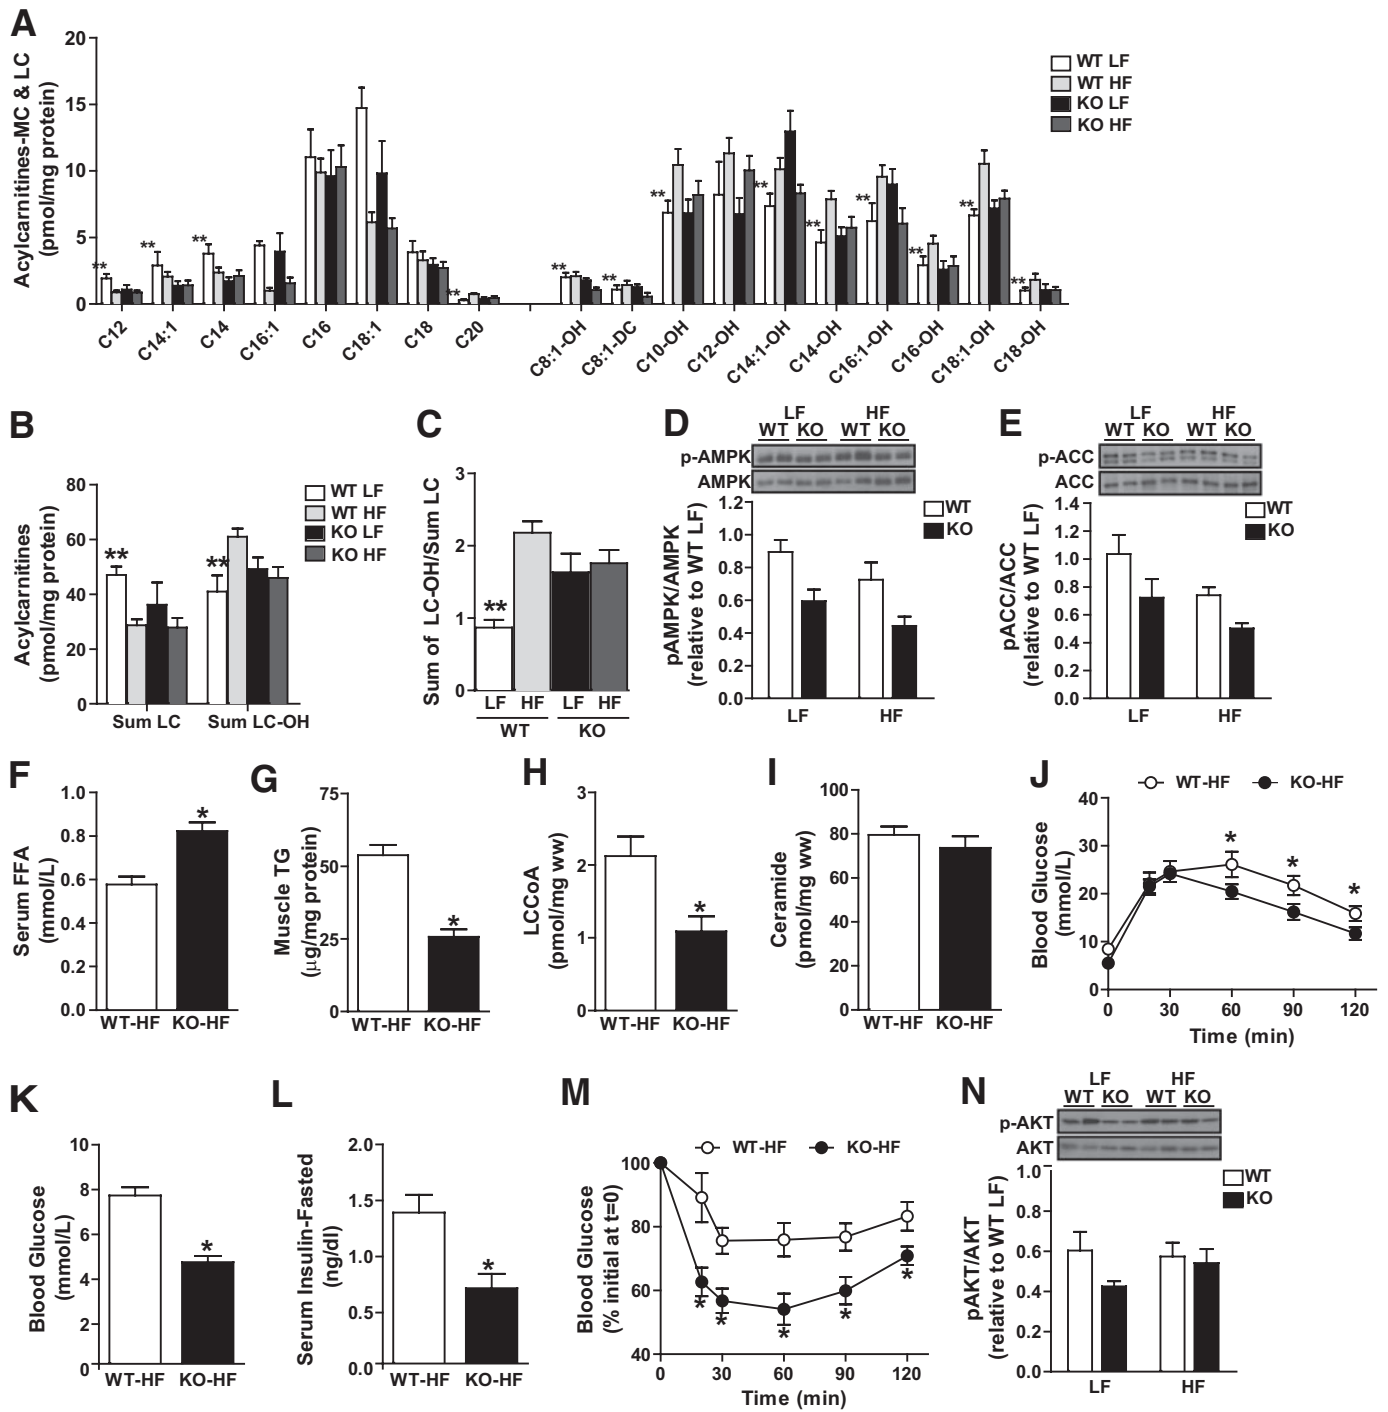 A
Acylcarnitines-MC & LC
(pmol/mg protein)
20
15
10
5
0
WT LF
WT HF
KO LF
KO HF
** ** ** ** ** ** ** ** ** ** ** ** **
C12 C14:1 C14 C16:1 C16 C18:1 C18 C20 C8:1-OH C8:1-DC C10-OH C12-OH C14:1-OH C14-OH C16:1-OH C16-OH C18:1-OH C18-OH
B
Acylcarnitines
(pmol/mg protein)
80
60
40
20
0
WT LF
WT HF
KO LF
KO HF
** **
Sum LC Sum LC-OH
C
Sum of LC-OH/Sum LC
3
2
1
0
**
LF HF LF HF
WT KO
D
LF HF
WT KO WT KO
p-AMPK
AMPK
pAMPK/AMPK
(relative to WT LF)
1.2
1.0
0.8
0.6
0.4
0.2
0.0
WT
KO
LF HF
E
LF HF
WT KO WT KO
p-ACC
ACC
pACC/ACC
(relative to WT LF)
1.4
1.2
1.0
0.8
0.6
0.4
0.2
0.0
WT
KO
LF HF
F
Serum FFA
(mmol/L)
1.0
0.8
0.6
0.4
0.2
0.0
*
WT-HF KO-HF
G
Muscle TG
(μg/mg protein)
75
50
25
0
*
WT-HF KO-HF
H
LCCoA
(pmol/mg ww)
3
2
1
0
*
WT-HF KO-HF
I
Ceramide
(pmol/mg ww)
100
80
60
40
20
0
WT-HF KO-HF
J
WT-HF KO-HF
Blood Glucose
(mmol/L)
40
30
20
10
0
* * *
0 30 60 90 120
Time (min)
K
Blood Glucose
(mmol/L)
10
8
6
4
2
0
*
WT-HF KO-HF
L
Serum Insulin-Fasted
(ng/dl)
2.0
1.5
1.0
0.5
0.0
*
WT-HF KO-HF
M
WT-HF KO-HF
Blood Glucose
(% initial at t=0)
100
80
60
40
* * * * *
0 30 60 90 120
Time (min)
N
LF HF
WT KO WT KO
p-AKT
AKT
pAKT/AKT
(relative to WT LF)
1.0
0.8
0.6
0.4
0.2
0.0
WT
KO
LF HF